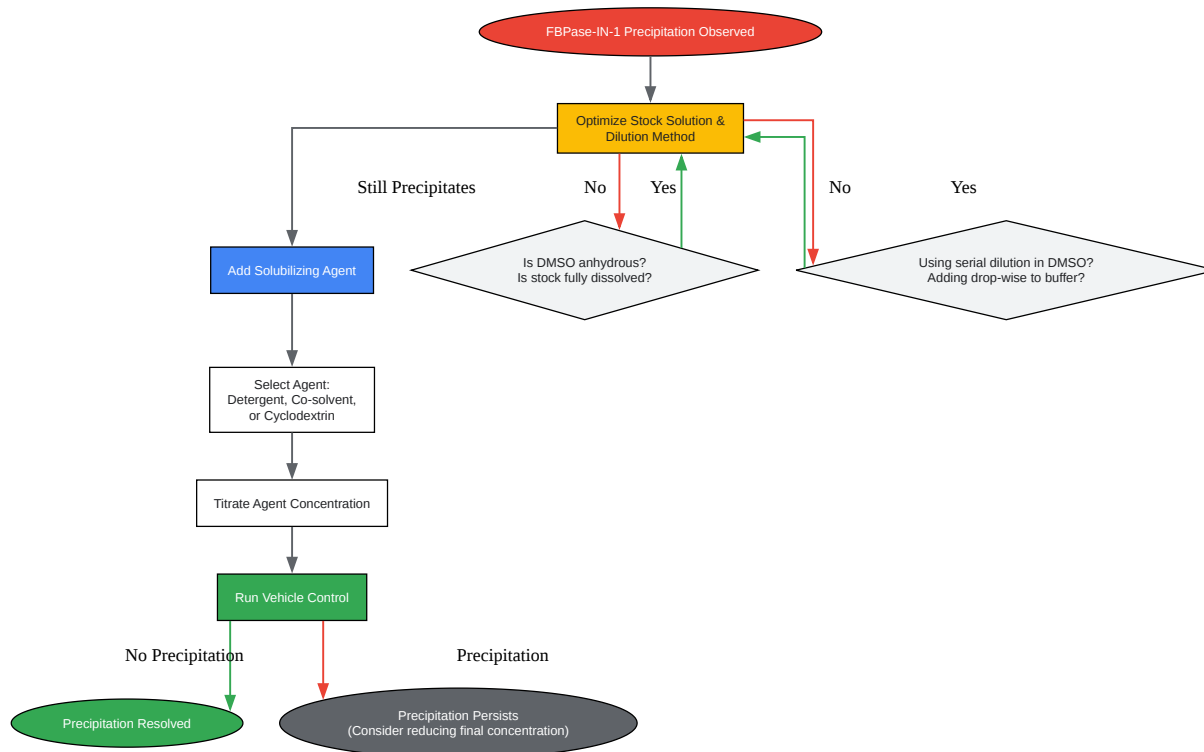 FBPase-IN-1 Precipitation Observed
Optimize Stock Solution &
Dilution Method
Still Precipitates
No
Yes
No
Yes
Add Solubilizing Agent
Is DMSO anhydrous?
Is stock fully dissolved?
Using serial dilution in DMSO?
Adding drop-wise to buffer?
Select Agent:
Detergent, Co-solvent,
or Cyclodextrin
Titrate Agent Concentration
Run Vehicle Control
No Precipitation
Precipitation
Precipitation Resolved
Precipitation Persists
(Consider reducing final concentration)